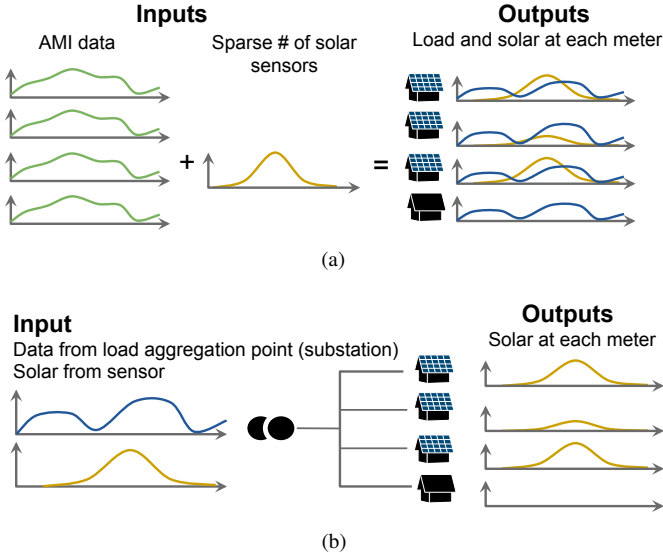 Inputs
Outputs
AMI data
Sparse # of solar
sensors
Load and solar at each meter
+
=
(a)
Input
Data from load aggregation point (substation)
Solar from sensor
Outputs
Solar at each meter
(b)